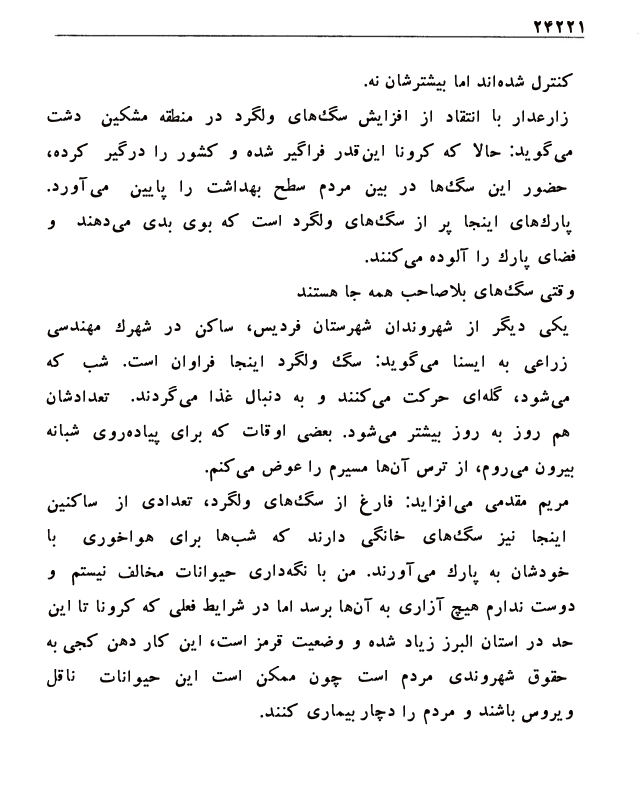 ۲۴۲۲۱
کنترل شده‌اند اما بیشترشان نه.
زارعدار با انتقاد از افزایش سگ‌های ولگرد در منطقه مشکین دشت
می‌گوید: حالا که کرونا این‌قدر فراگیر شده و کشور را درگیر کرده،
حضور این سگ‌ها در بین مردم سطح بهداشت را پایین می‌آورد.
پارك‌های اینجا پر از سگ‌های ولگرد است که بوی بدی می‌دهند و
فضای پارك را آلوده می‌کنند.
وقتی سگ‌های بلاصاحب همه جا هستند
یکی دیگر از شهروندان شهرستان فردیس، ساکن در شهرك مهندسی
زراعی به ایسنا می‌گوید: سگ ولگرد اینجا فراوان است. شب که
می‌شود، گله‌ای حرکت می‌کنند و به دنبال غذا می‌گردند. تعدادشان
هم روز به روز بیشتر می‌شود. بعضی اوقات که برای پیاده‌روی شبانه
بیرون می‌روم، از ترس آن‌ها مسیرم را عوض می‌کنم.
مریم مقدمی می‌افزاید: فارغ از سگ‌های ولگرد، تعدادی از ساکنین
اینجا نیز سگ‌های خانگی دارند که شب‌ها برای هواخوری با
خودشان به پارك می‌آورند. من با نگه‌داری حیوانات مخالف نیستم و
دوست ندارم هیچ آزاری به آن‌ها برسد اما در شرایط فعلی که کرونا تا این
حد در استان البرز زیاد شده و وضعیت قرمز است، این کار دهن کجی به
حقوق شهروندی مردم است چون ممکن است این حیوانات ناقل
ویروس باشند و مردم را دچار بیماری کنند.